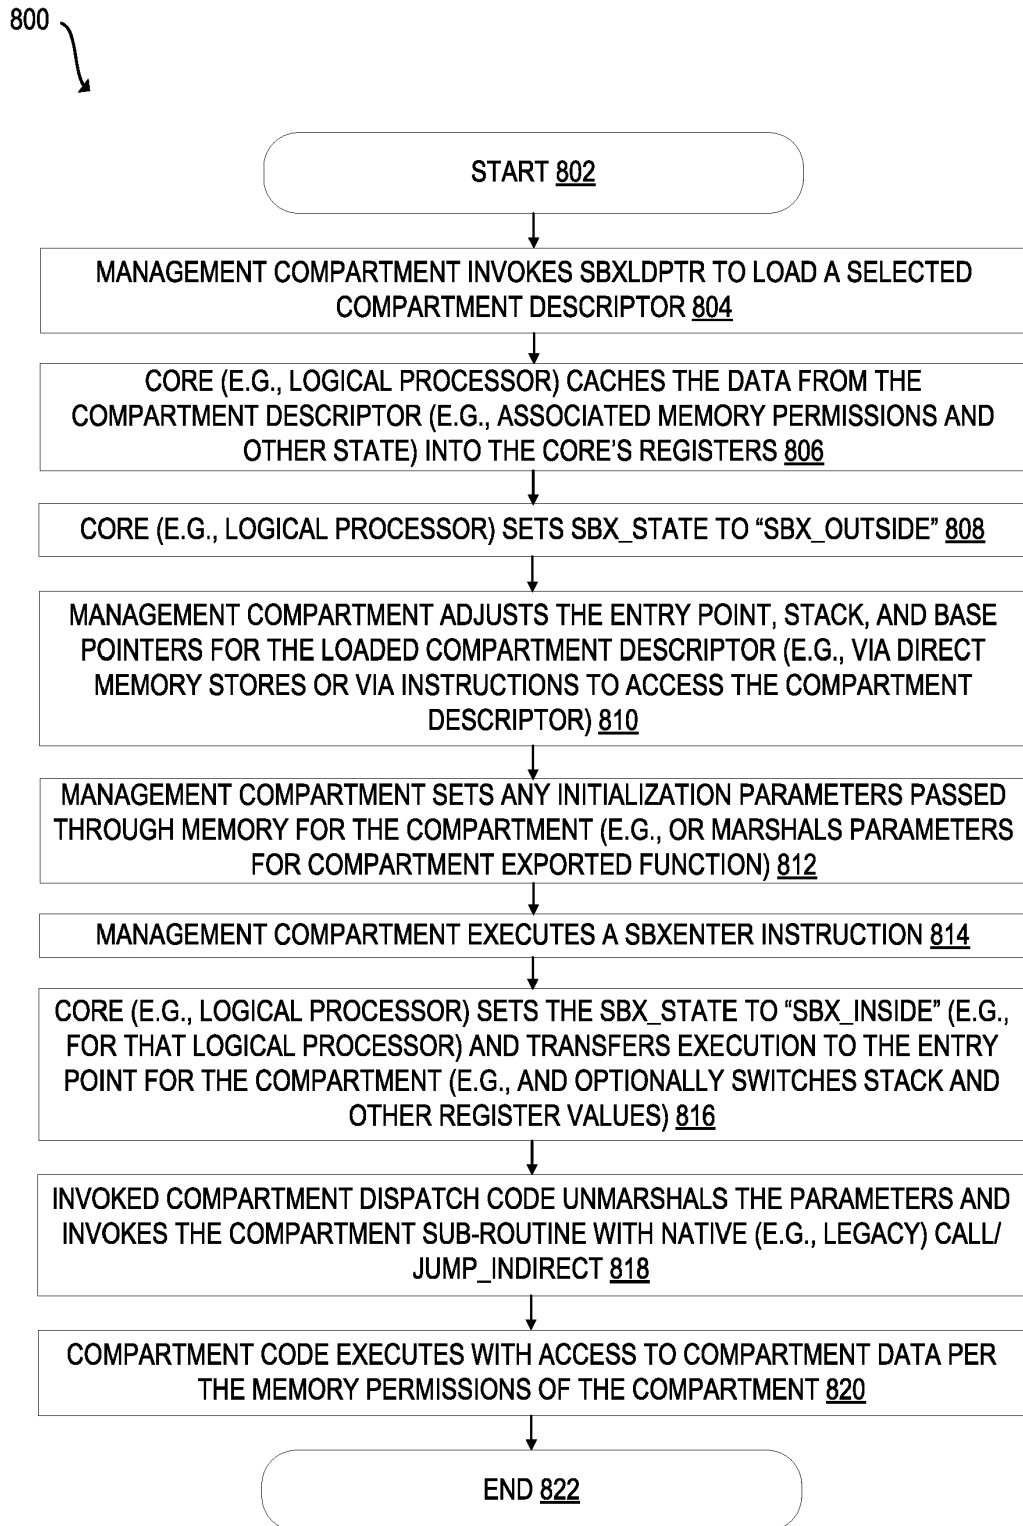 800
START 802
MANAGEMENT COMPARTMENT INVOKES SBXLDPTR TO LOAD A SELECTED
COMPARTMENT DESCRIPTOR 804
CORE (E.G., LOGICAL PROCESSOR) CACHES THE DATA FROM THE
COMPARTMENT DESCRIPTOR (E.G., ASSOCIATED MEMORY PERMISSIONS AND
OTHER STATE) INTO THE CORE'S REGISTERS 806
CORE (E.G., LOGICAL PROCESSOR) SETS SBX_STATE TO “SBX_OUTSIDE” 808
MANAGEMENT COMPARTMENT ADJUSTS THE ENTRY POINT, STACK, AND BASE
POINTERS FOR THE LOADED COMPARTMENT DESCRIPTOR (E.G., VIA DIRECT
MEMORY STORES OR VIA INSTRUCTIONS TO ACCESS THE COMPARTMENT
DESCRIPTOR) 810
MANAGEMENT COMPARTMENT SETS ANY INITIALIZATION PARAMETERS PASSED
THROUGH MEMORY FOR THE COMPARTMENT (E.G., OR MARSHALS PARAMETERS
FOR COMPARTMENT EXPORTED FUNCTION) 812
MANAGEMENT COMPARTMENT EXECUTES A SBXENTER INSTRUCTION 814
CORE (E.G., LOGICAL PROCESSOR) SETS THE SBX_STATE TO “SBX_INSIDE” (E.G.,
FOR THAT LOGICAL PROCESSOR) AND TRANSFERS EXECUTION TO THE ENTRY
POINT FOR THE COMPARTMENT (E.G., AND OPTIONALLY SWITCHES STACK AND
OTHER REGISTER VALUES) 816
INVOKED COMPARTMENT DISPATCH CODE UNMARSHALS THE PARAMETERS AND
INVOKES THE COMPARTMENT SUB-ROUTINE WITH NATIVE (E.G., LEGACY) CALL/
JUMP_INDIRECT 818
COMPARTMENT CODE EXECUTES WITH ACCESS TO COMPARTMENT DATA PER
THE MEMORY PERMISSIONS OF THE COMPARTMENT 820
END 822